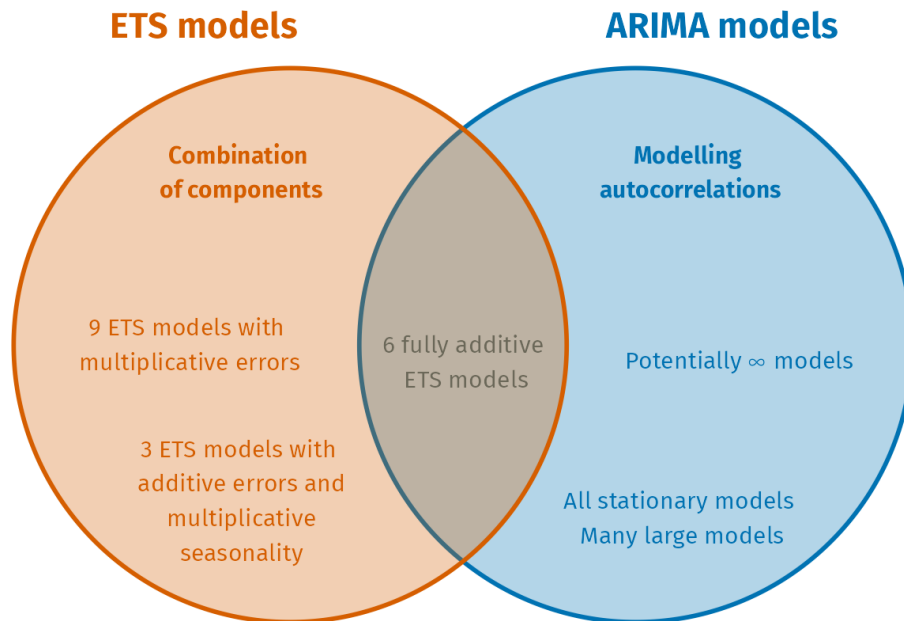 ETS models
ARIMA models
Combination
of components
Modelling
autocorrelations
9 ETS models with
multiplicative errors
6 fully additive
ETS models
Potentially ∞ models
3 ETS models with
additive errors and
multiplicative
seasonality
All stationary models
Many large models